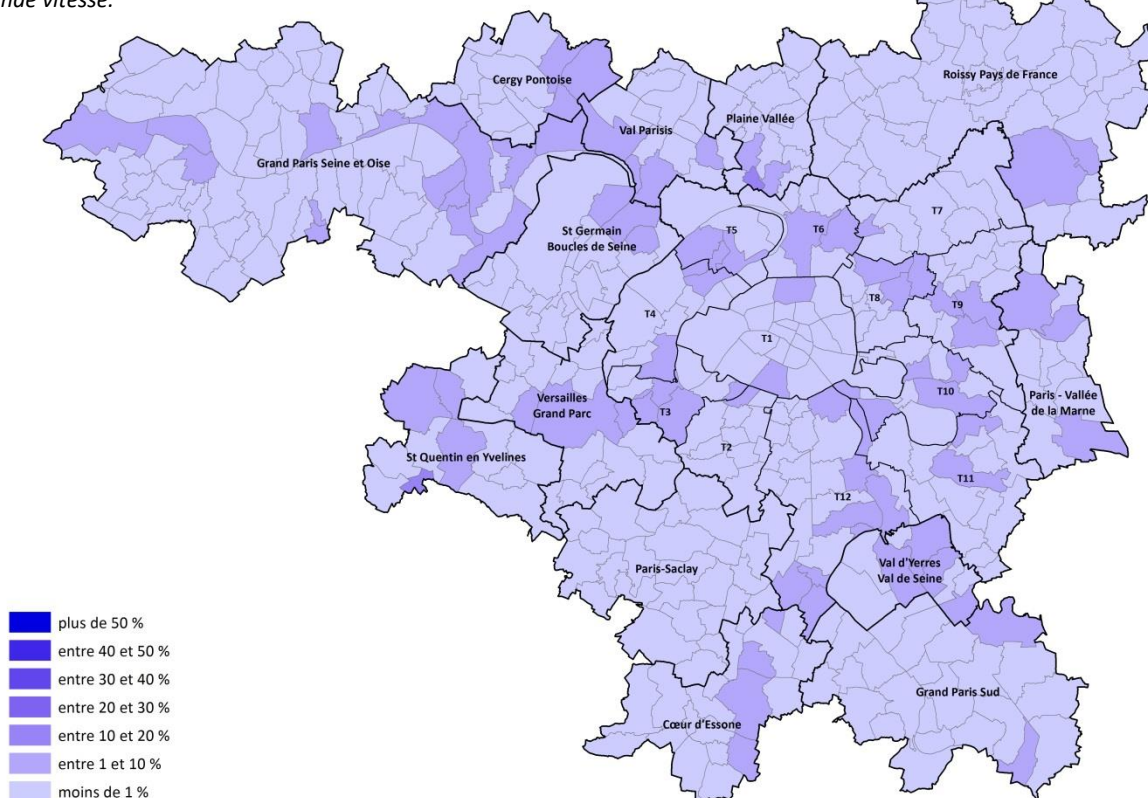 nde vitesse.
Cergy Pontoise
Roissy Pays de France
Val Parisis
Plaine Vallée
Grand Paris Seine et Oise
T7
St Germain
Boucles de Seine
T5
T6
T8
T9
T4
T1
Versailles
Grand Parc
T3
T10
Paris - Vallée
de la Marne
T2
St Quentin en Yvelines
T11
T12
Paris-Saclay
Val d'Yerres
Val de Seine
Grand Paris Sud
Cœur d'Essone
plus de 50 %
entre 40 et 50 %
entre 30 et 40 %
entre 20 et 30 %
entre 10 et 20 %
entre 1 et 10 %
moins de 1 %